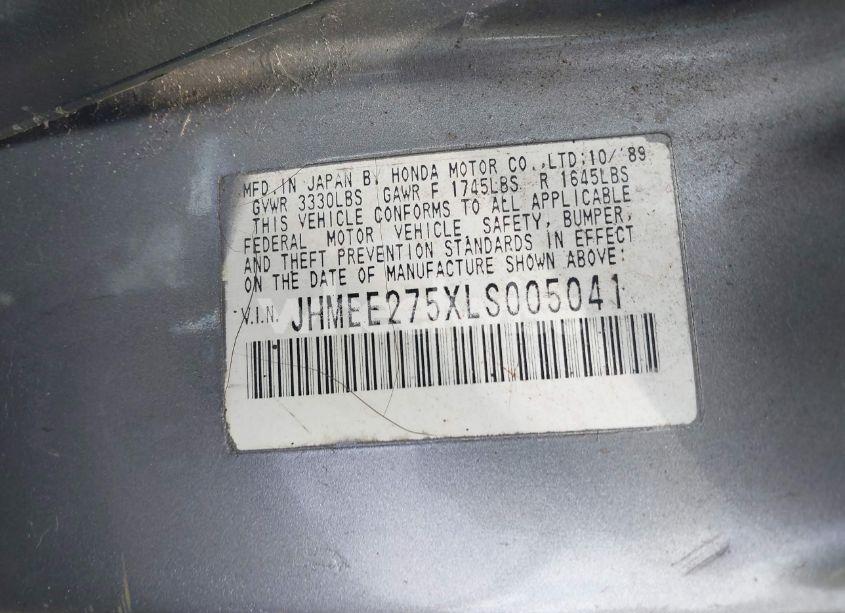 MFD IN JAPAN BY HONDA MOTOR CO.,LTD:10/'89
GVWR 3330LBS GAWR F 1745LBS R 1645LBS
THIS VEHICLE CONFORMS TO ALL APPLICABLE
FEDERAL MOTOR VEHICLE SAFETY, BUMPER,
AND THEFT PREVENTION STANDARDS IN EFFECT
ON THE DATE OF MANUFACTURE SHOWN ABOVE:
V.I.N. JHMEE275XLS005041